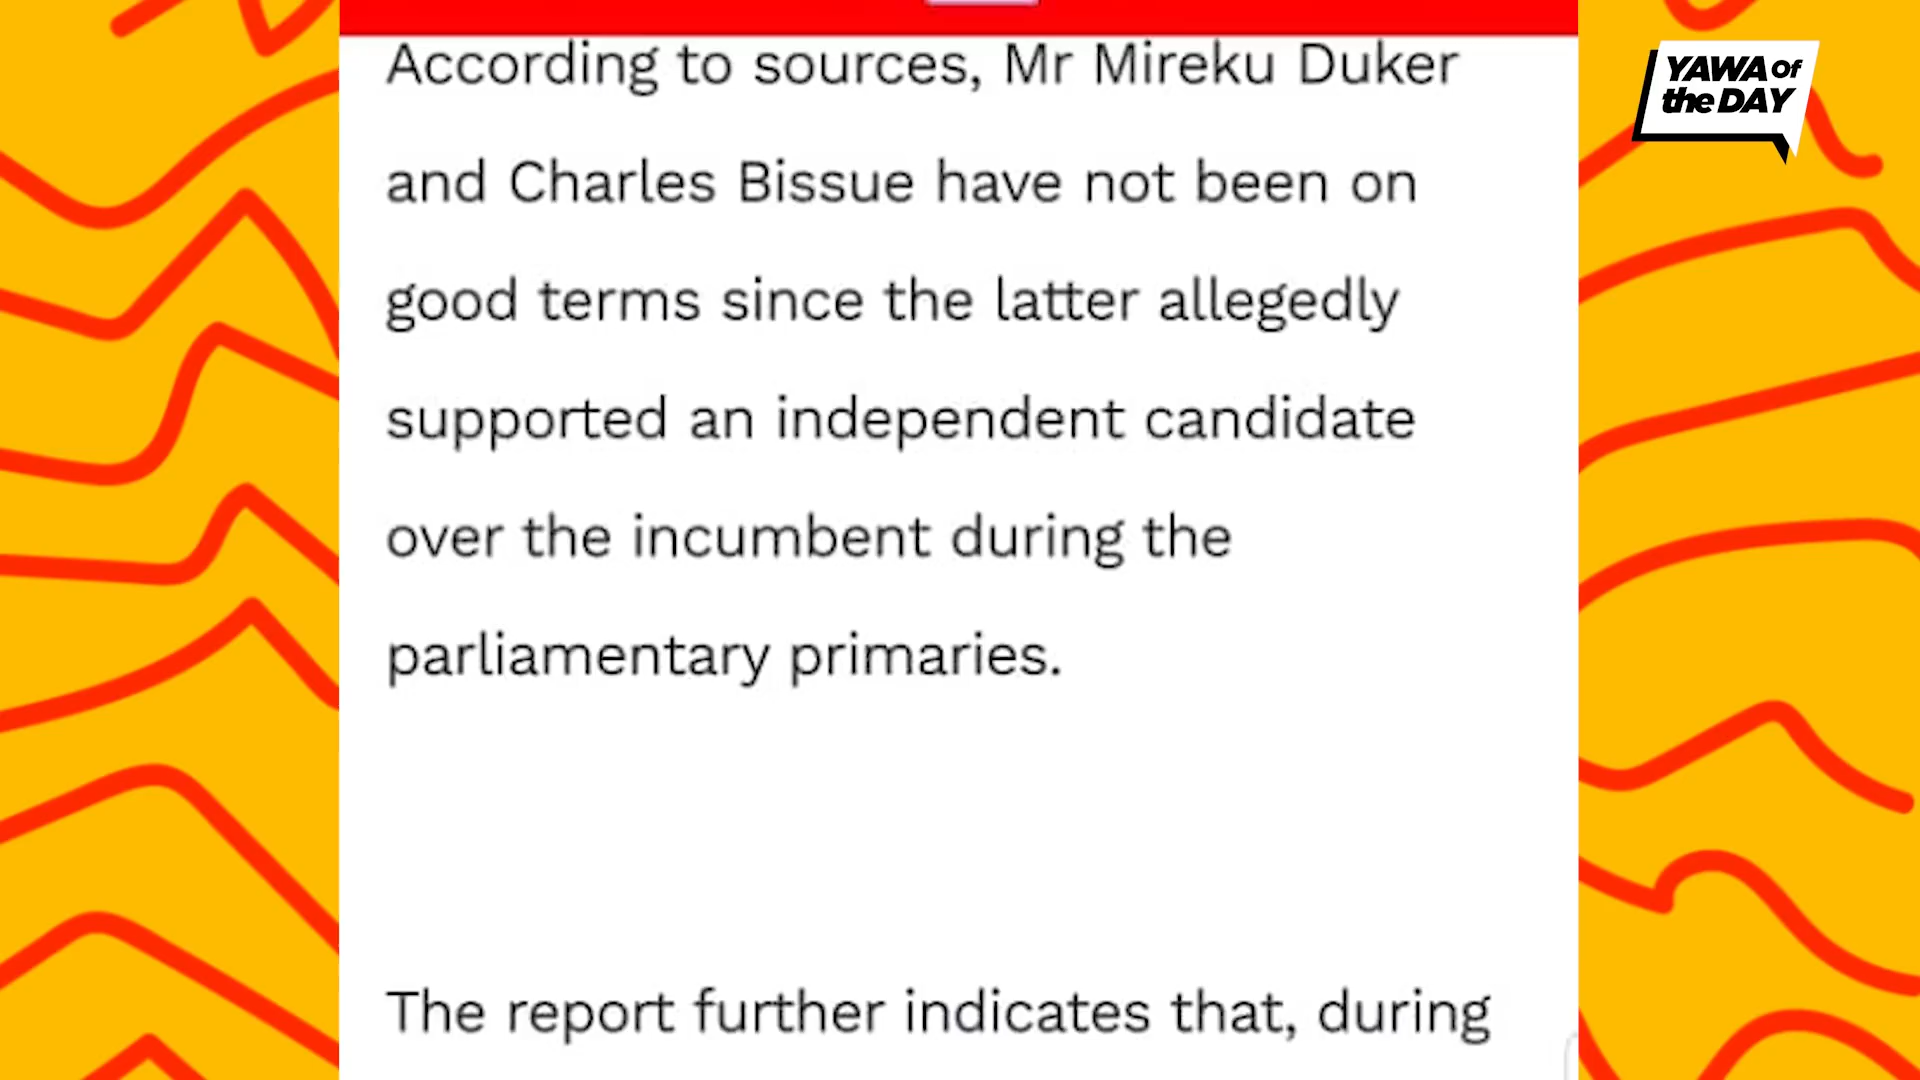 According to sources, Mr Mireku Duker
and Charles Bissue have not been on
good terms since the latter allegedly
supported an independent candidate
over the incumbent during the
parliamentary primaries.
The report further indicates that, during
YAWA of
the DAY